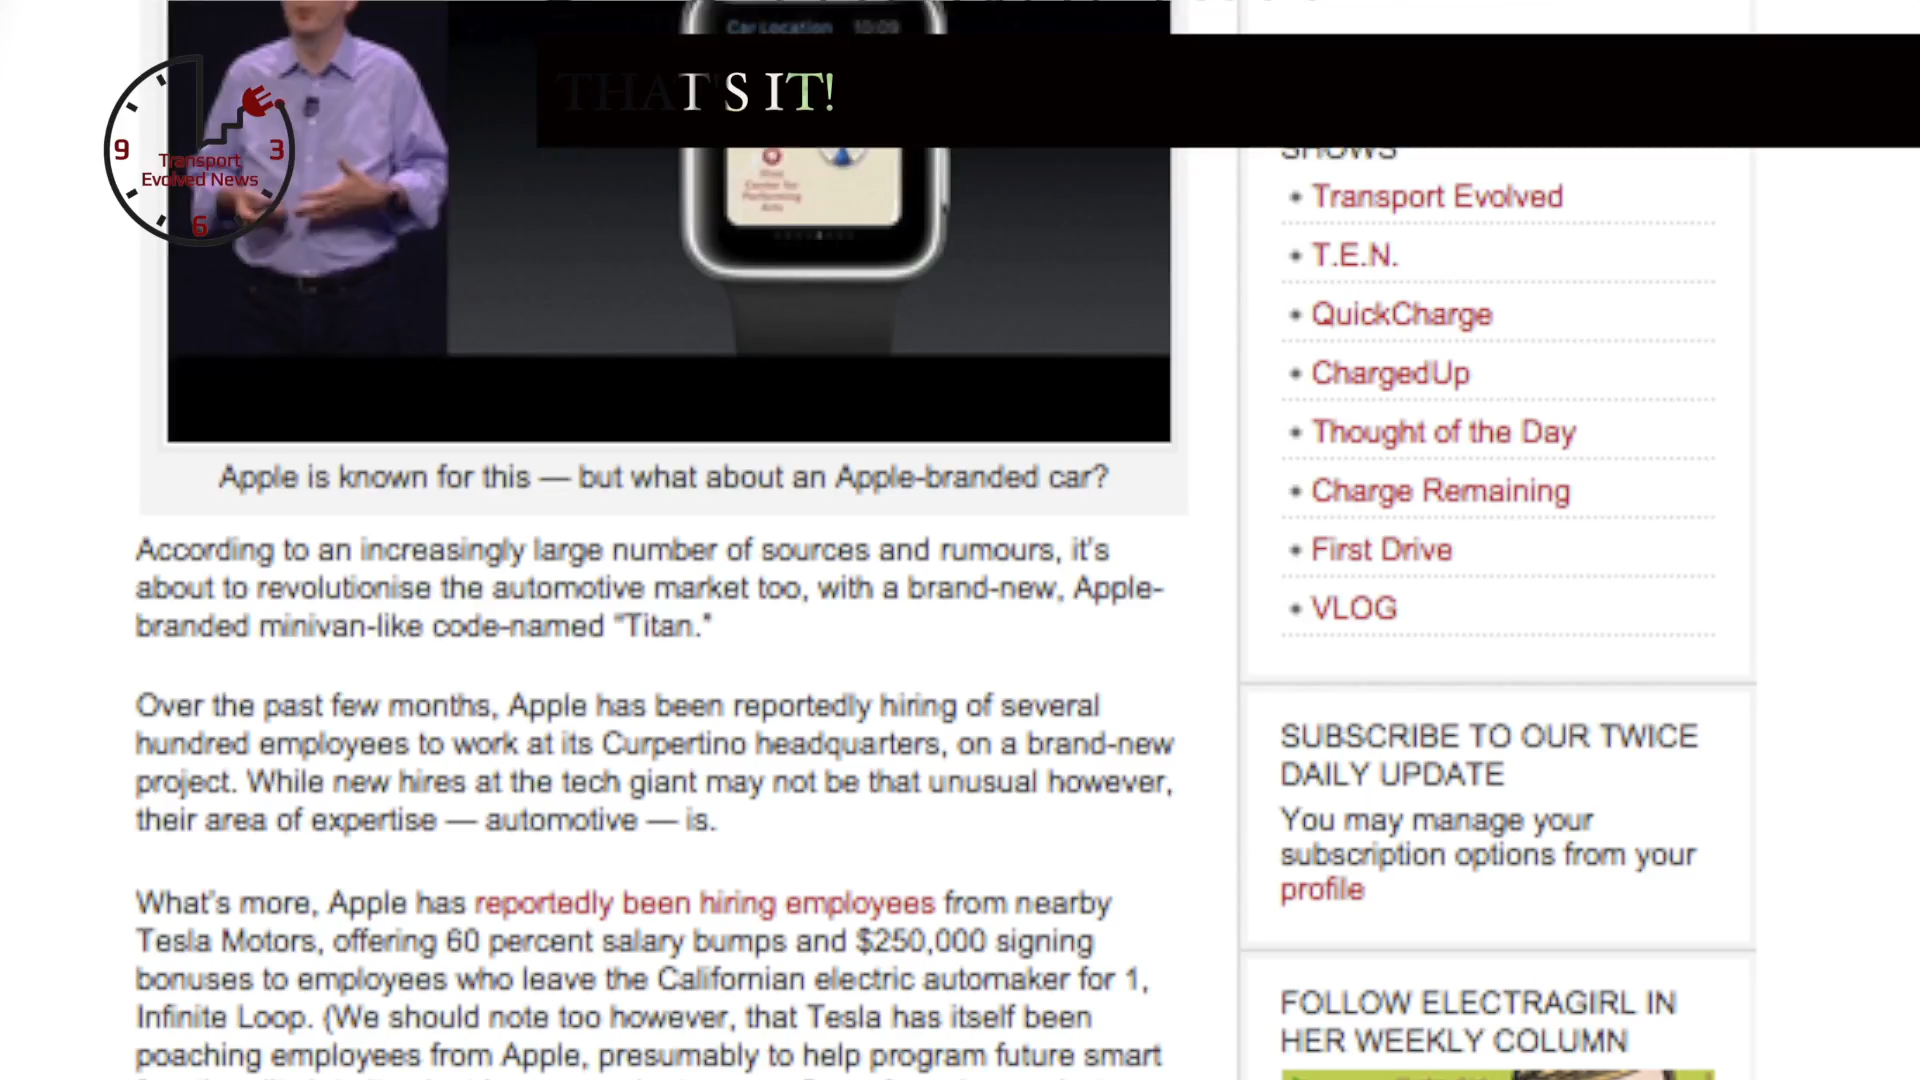 Car Location 10:09
THAT'S IT!
9
3
Transport
Evolved News
6
Center for
Performing
Arts
SHOWS
• Transport Evolved
• T.E.N.
• QuickCharge
• ChargedUp
• Thought of the Day
• Charge Remaining
• First Drive
• VLOG
Apple is known for this — but what about an Apple-branded car?
According to an increasingly large number of sources and rumours, it's
about to revolutionise the automotive market too, with a brand-new, Apple-
branded minivan-like code-named "Titan."
Over the past few months, Apple has been reportedly hiring of several
hundred employees to work at its Curpertino headquarters, on a brand-new
project. While new hires at the tech giant may not be that unusual however,
their area of expertise — automotive — is.
What's more, Apple has reportedly been hiring employees from nearby
Tesla Motors, offering 60 percent salary bumps and $250,000 signing
bonuses to employees who leave the Californian electric automaker for 1,
Infinite Loop. (We should note too however, that Tesla has itself been
poaching employees from Apple, presumably to help program future smart
SUBSCRIBE TO OUR TWICE
DAILY UPDATE
You may manage your
subscription options from your
profile
FOLLOW ELECTRAGIRL IN
HER WEEKLY COLUMN